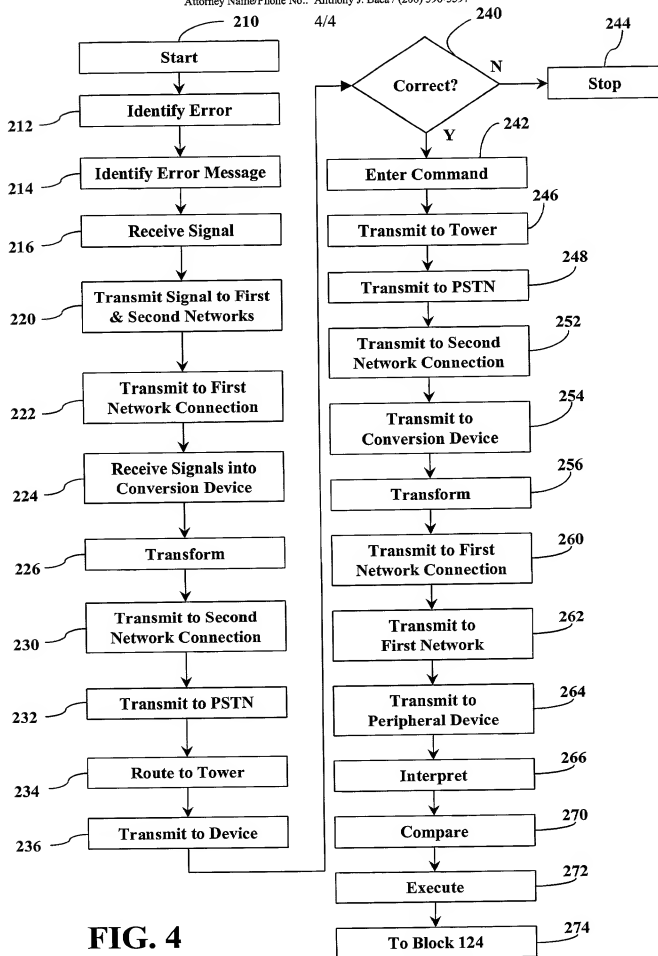 Attorney Name/Phone No.: Anthony J. Baca / (208) 396-3397
4/4
210
Start
212
Identify Error
214
Identify Error Message
216
Receive Signal
220
Transmit Signal to First
& Second Networks
222
Transmit to First
Network Connection
224
Receive Signals into
Conversion Device
226
Transform
230
Transmit to Second
Network Connection
232
Transmit to PSTN
234
Route to Tower
236
Transmit to Device
240
Correct?
N
244
Stop
Y
242
Enter Command
246
Transmit to Tower
248
Transmit to PSTN
252
Transmit to Second
Network Connection
254
Transmit to
Conversion Device
256
Transform
260
Transmit to First
Network Connection
262
Transmit to
First Network
264
Transmit to
Peripheral Device
266
Interpret
270
Compare
272
Execute
274
To Block 124
FIG. 4